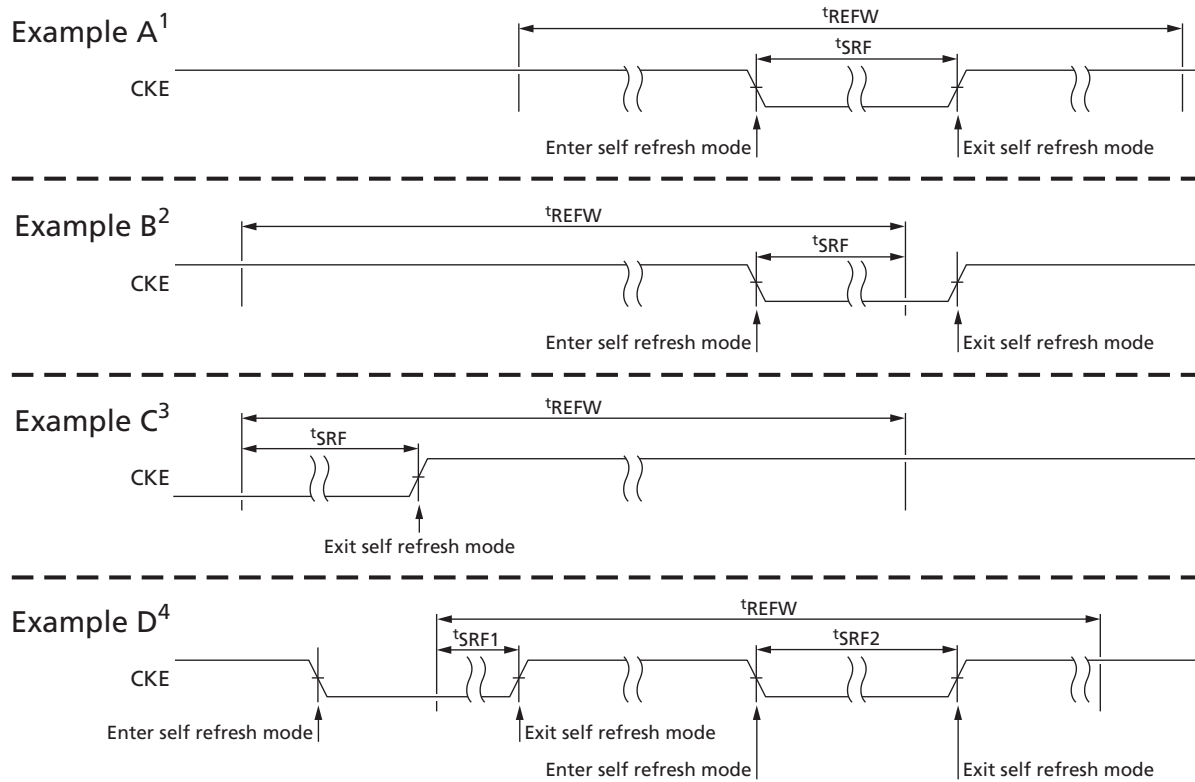 Example A¹
ᵗREFW
ᵗSRF
CKE
Enter self refresh mode
Exit self refresh mode
Example B²
ᵗREFW
ᵗSRF
CKE
Enter self refresh mode
Exit self refresh mode
Example C³
ᵗREFW
ᵗSRF
CKE
Exit self refresh mode
Example D⁴
ᵗREFW
ᵗSRF1
ᵗSRF2
CKE
Enter self refresh mode
Exit self refresh mode
Enter self refresh mode
Exit self refresh mode